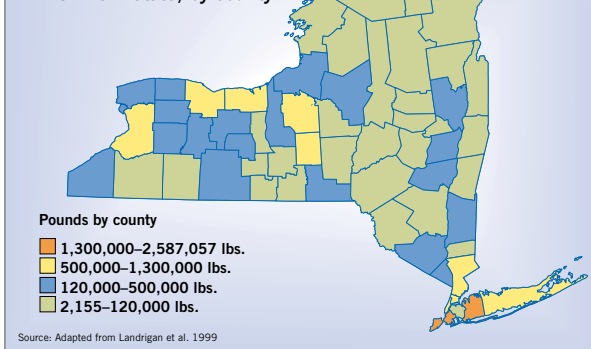 Pounds by county
1,300,000–2,587,057 lbs.
500,000–1,300,000 lbs.
120,000–500,000 lbs.
2,155–120,000 lbs.
Source: Adapted from Landrigan et al. 1999